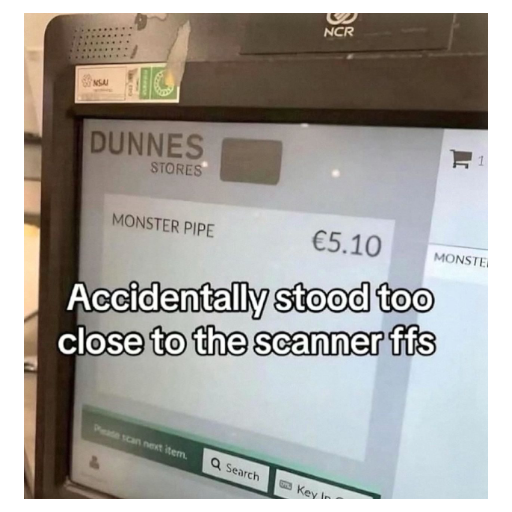 NCR
NSAI
DUNNES
STORES
1
MONSTER PIPE
€5.10
MONSTE
Accidentally stood too
close to the scanner ffs
Please scan next item.
Search
Key In